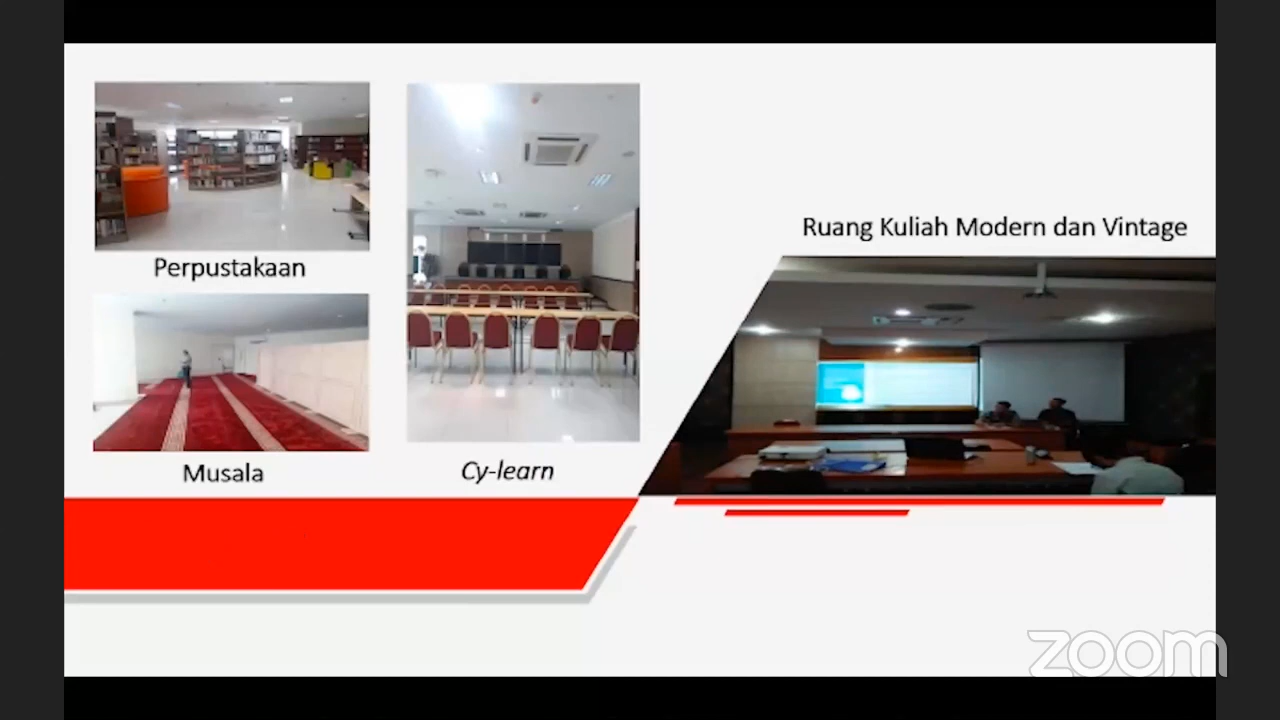 Perpustakaan
Musala
Cy-learn
Ruang Kuliah Modern dan Vintage
zoom